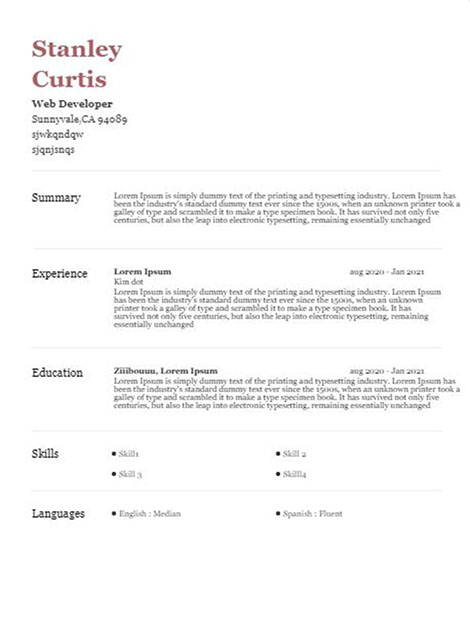 Stanley
Curtis
Web Developer
Sunnyvale,CA 94089
sjwkqndqw
sjqnjsnqs
Summary
Lorem Ipsum is simply dummy text of the printing and typesetting industry. Lorem Ipsum has
been the industry's standard dummy text ever since the 1500s, when an unknown printer took a
galley of type and scrambled it to make a type specimen book. It has survived not only five
centuries, but also the leap into electronic typesetting, remaining essentially unchanged
Experience
Lorem Ipsum aug 2020 - Jan 2021
Kim dot
Lorem Ipsum is simply dummy text of the printing and typesetting industry. Lorem Ipsum
has been the industry's standard dummy text ever since the 1500s, when an unknown
printer took a galley of type and scrambled it to make a type specimen book. It has
survived not only five centuries, but also the leap into electronic typesetting, remaining
essentially unchanged
Education
Ziiibouuu, Lorem Ipsum aug 2020 - Jan 2021
Lorem Ipsum is simply dummy text of the printing and typesetting industry. Lorem Ipsum has
been the industry's standard dummy text ever since the 1500s, when an unknown printer took a
galley of type and scrambled it to make a type specimen book. It has survived not only five
centuries, but also the leap into electronic typesetting, remaining essentially unchanged
Skills
• Skill1 • Skill 2
• Skill 3 • Skilll4
Languages
• English : Median • Spanish : Fluent